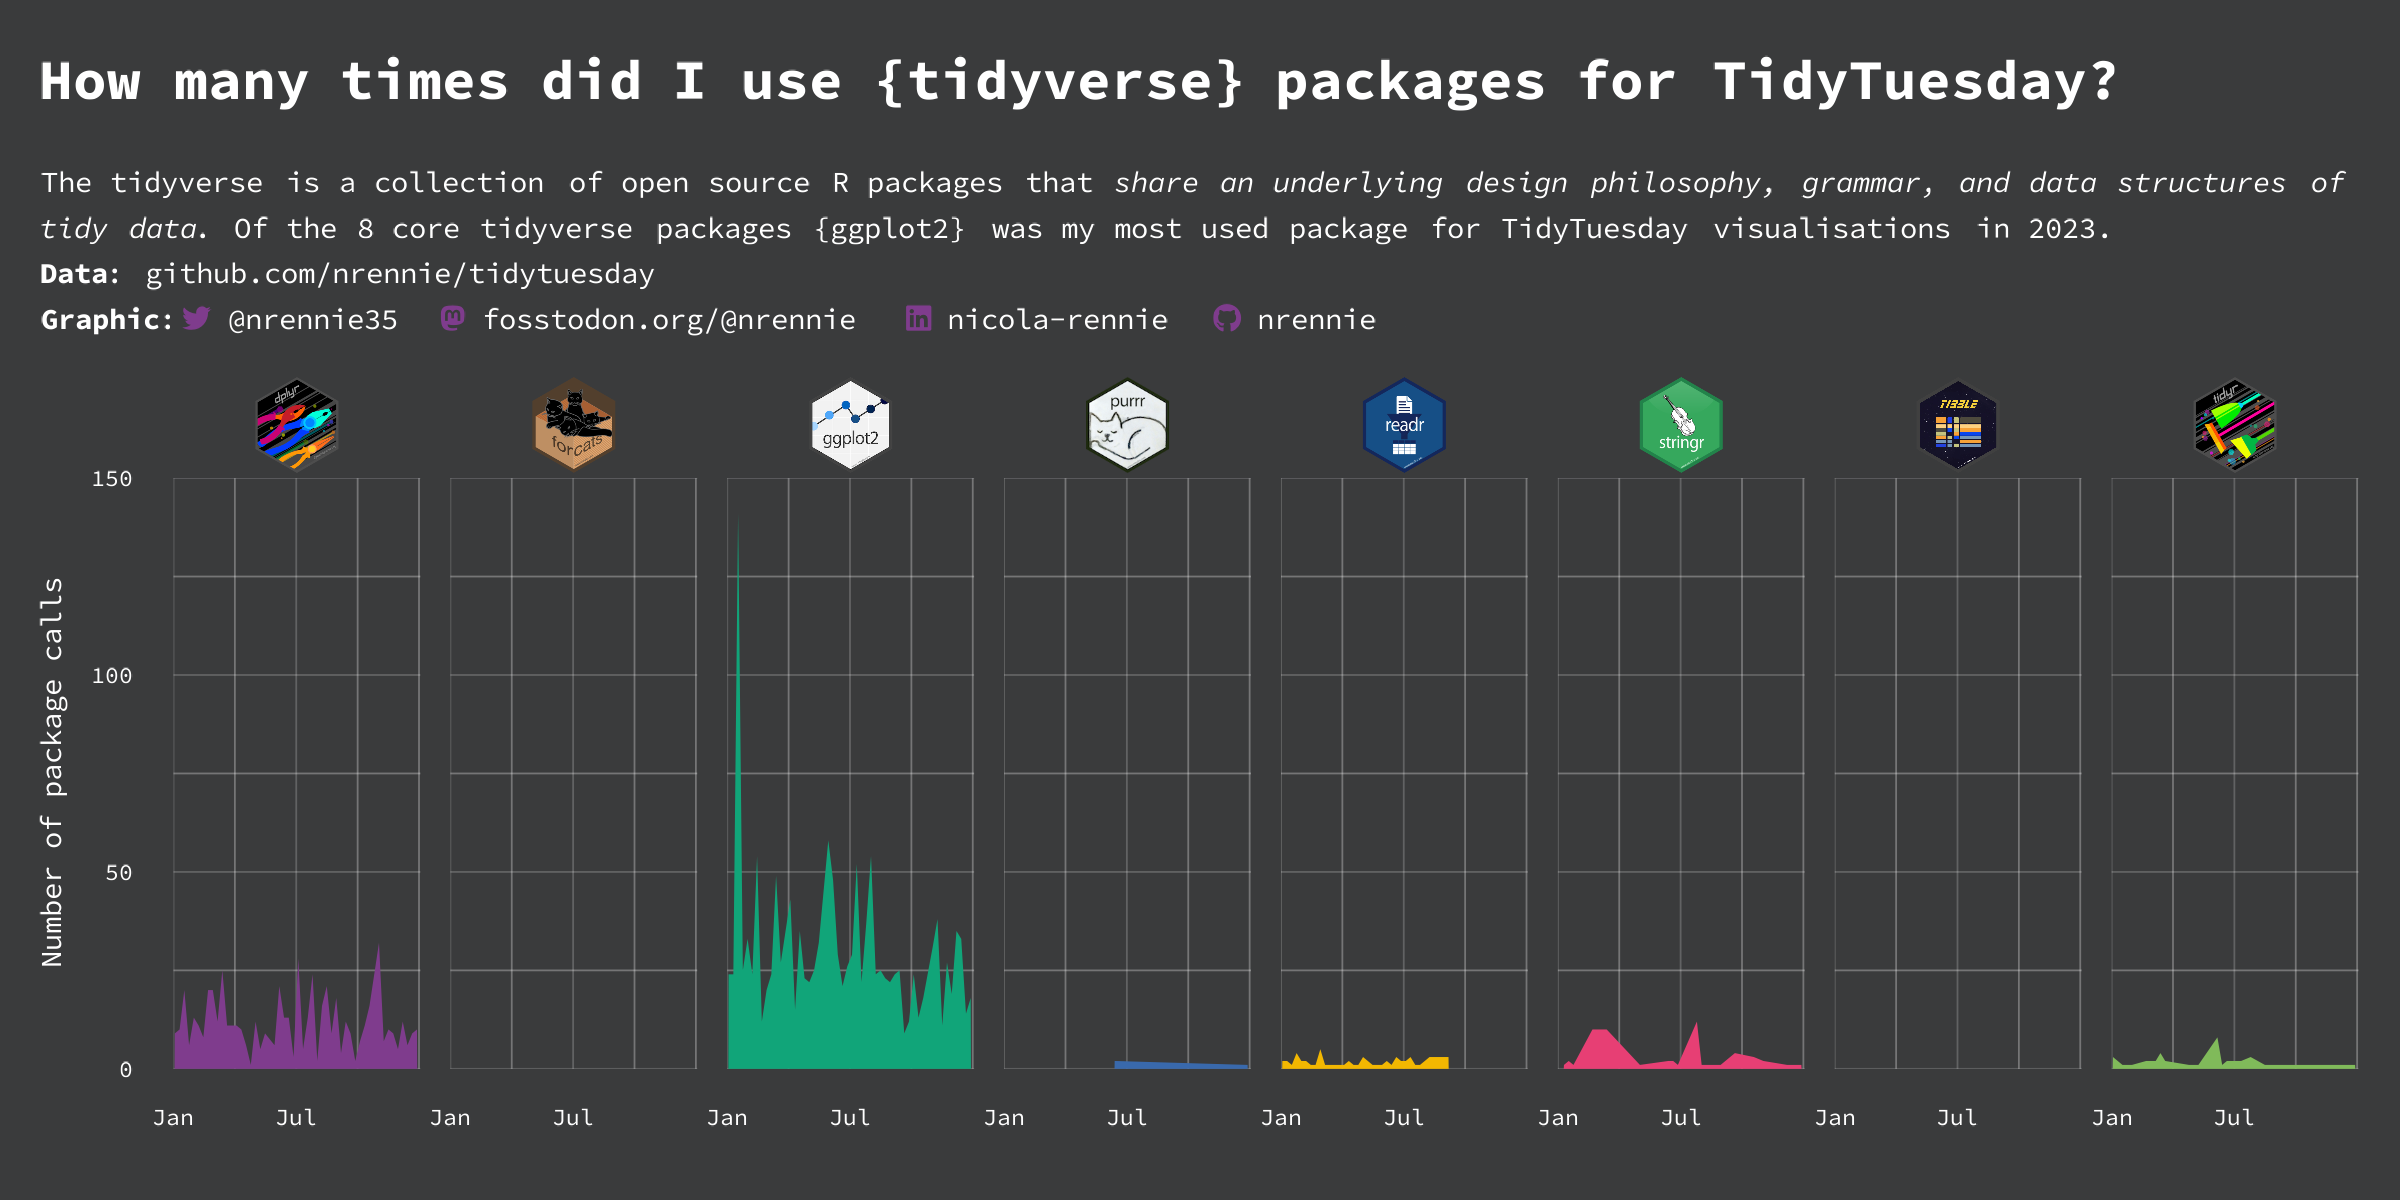 How many times did I use {tidyverse} packages for TidyTuesday?
The tidyverse is a collection of open source R packages that share an underlying design philosophy, grammar, and data structures of
tidy data. Of the 8 core tidyverse packages {ggplot2} was my most used package for TidyTuesday visualisations in 2023.
Data: github.com/nrennie/tidytuesday
Graphic: @nrennie35 fosstodon.org/@nrennie nicola-rennie nrennie
dplyr forcats ggplot2 purrr readr stringr TIBBLE tidyr
Number of package calls
150
100
50
0
Jan Jul Jan Jul Jan Jul Jan Jul Jan Jul Jan Jul Jan Jul Jan Jul